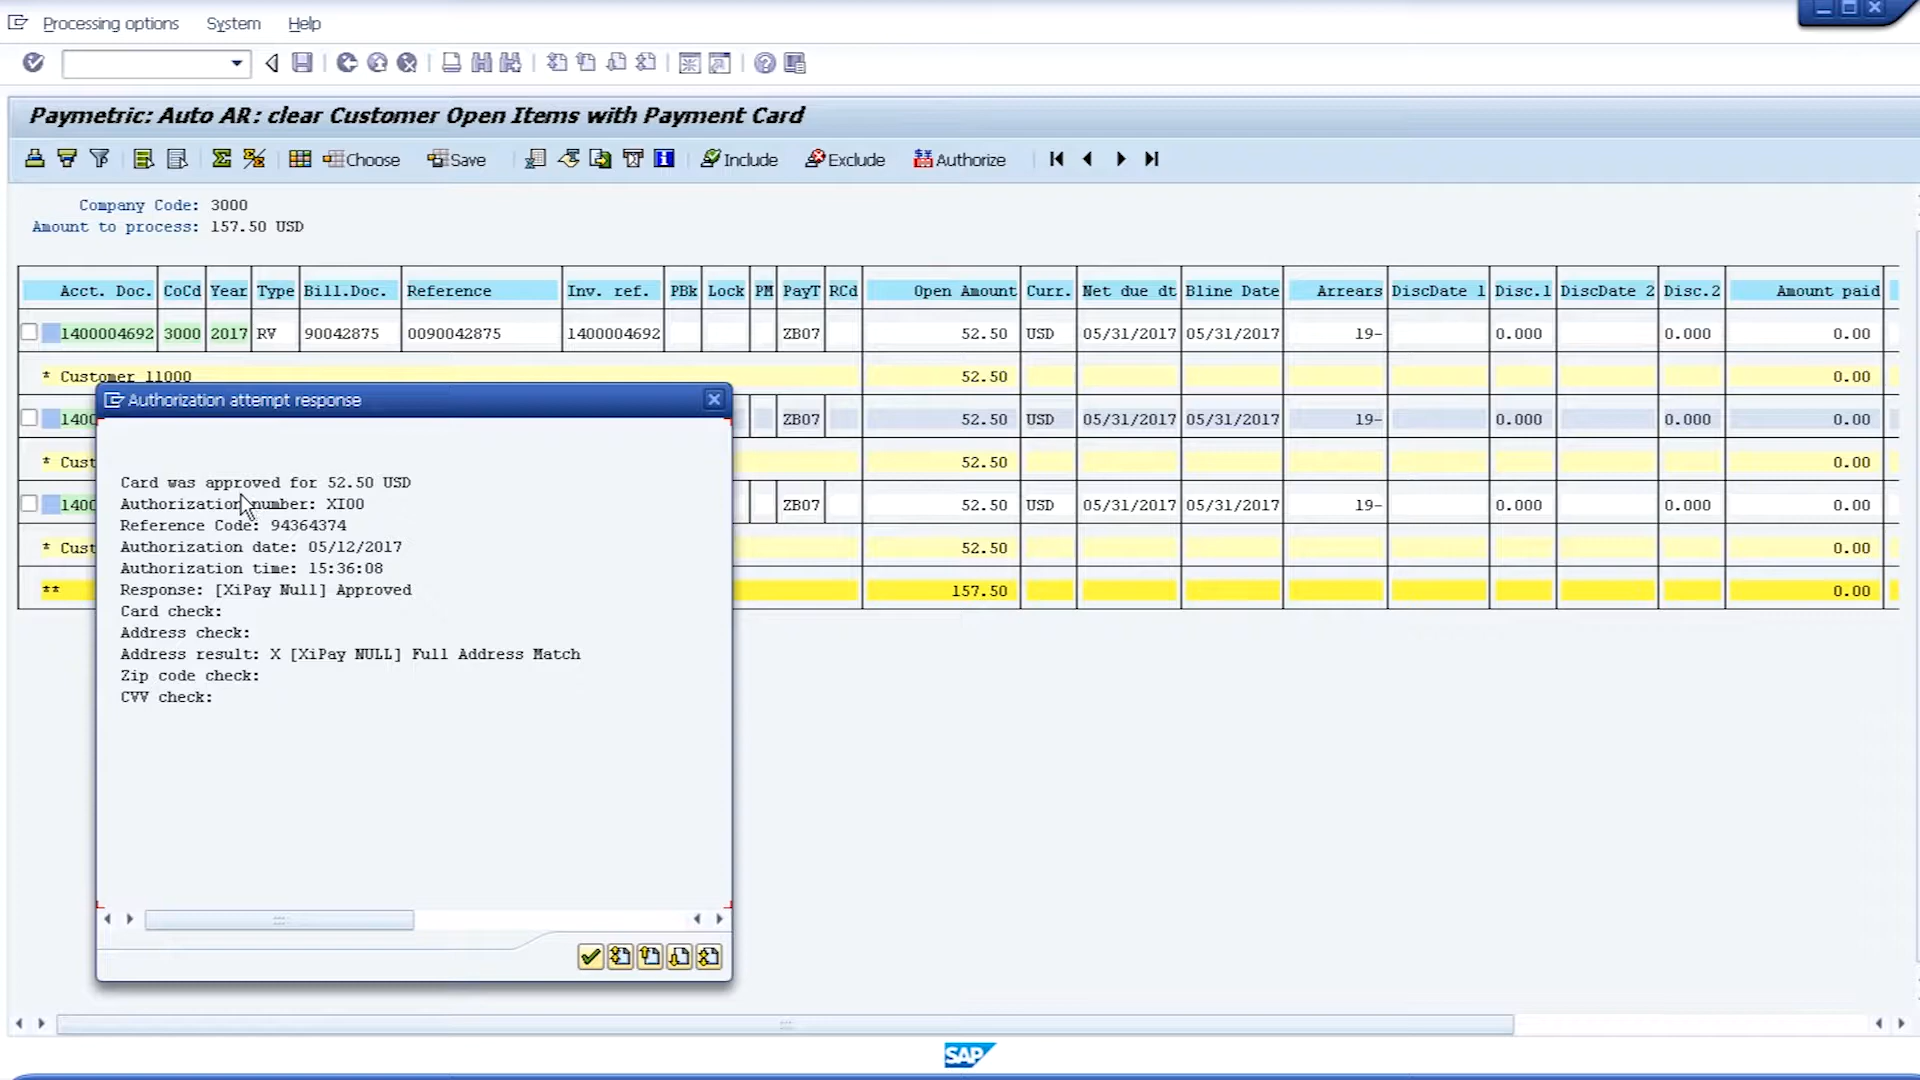 Processing options System Help
Paymetric: Auto AR: clear Customer Open Items with Payment Card
Choose Save Include Exclude Authorize
Company Code: 3000
Amount to process: 157.50 USD
Acct. Doc. CoCd Year Type Bill.Doc. Reference Inv. ref. PBk Lock PM PayT RCd Open Amount Curr. Net due dt Bline Date Arrears DiscDate 1 Disc.1 DiscDate 2 Disc.2 Amount paid
1400004692 3000 2017 RV 90042875 0090042875 1400004692 ZB07 52.50 USD 05/31/2017 05/31/2017 19- 0.000 0.000 0.00
* Customer 11000 52.50 0.00
1400 ZB07 52.50 USD 05/31/2017 05/31/2017 19- 0.000 0.000 0.00
* Cust 52.50 0.00
1400 ZB07 52.50 USD 05/31/2017 05/31/2017 19- 0.000 0.000 0.00
* Cust 52.50 0.00
** 157.50 0.00
Authorization attempt response
Card was approved for 52.50 USD
Authorization number: XI00
Reference Code: 94364374
Authorization date: 05/12/2017
Authorization time: 15:36:08
Response: [XiPay Null] Approved
Card check:
Address check:
Address result: X [XiPay NULL] Full Address Match
Zip code check:
CVV check:
SAP